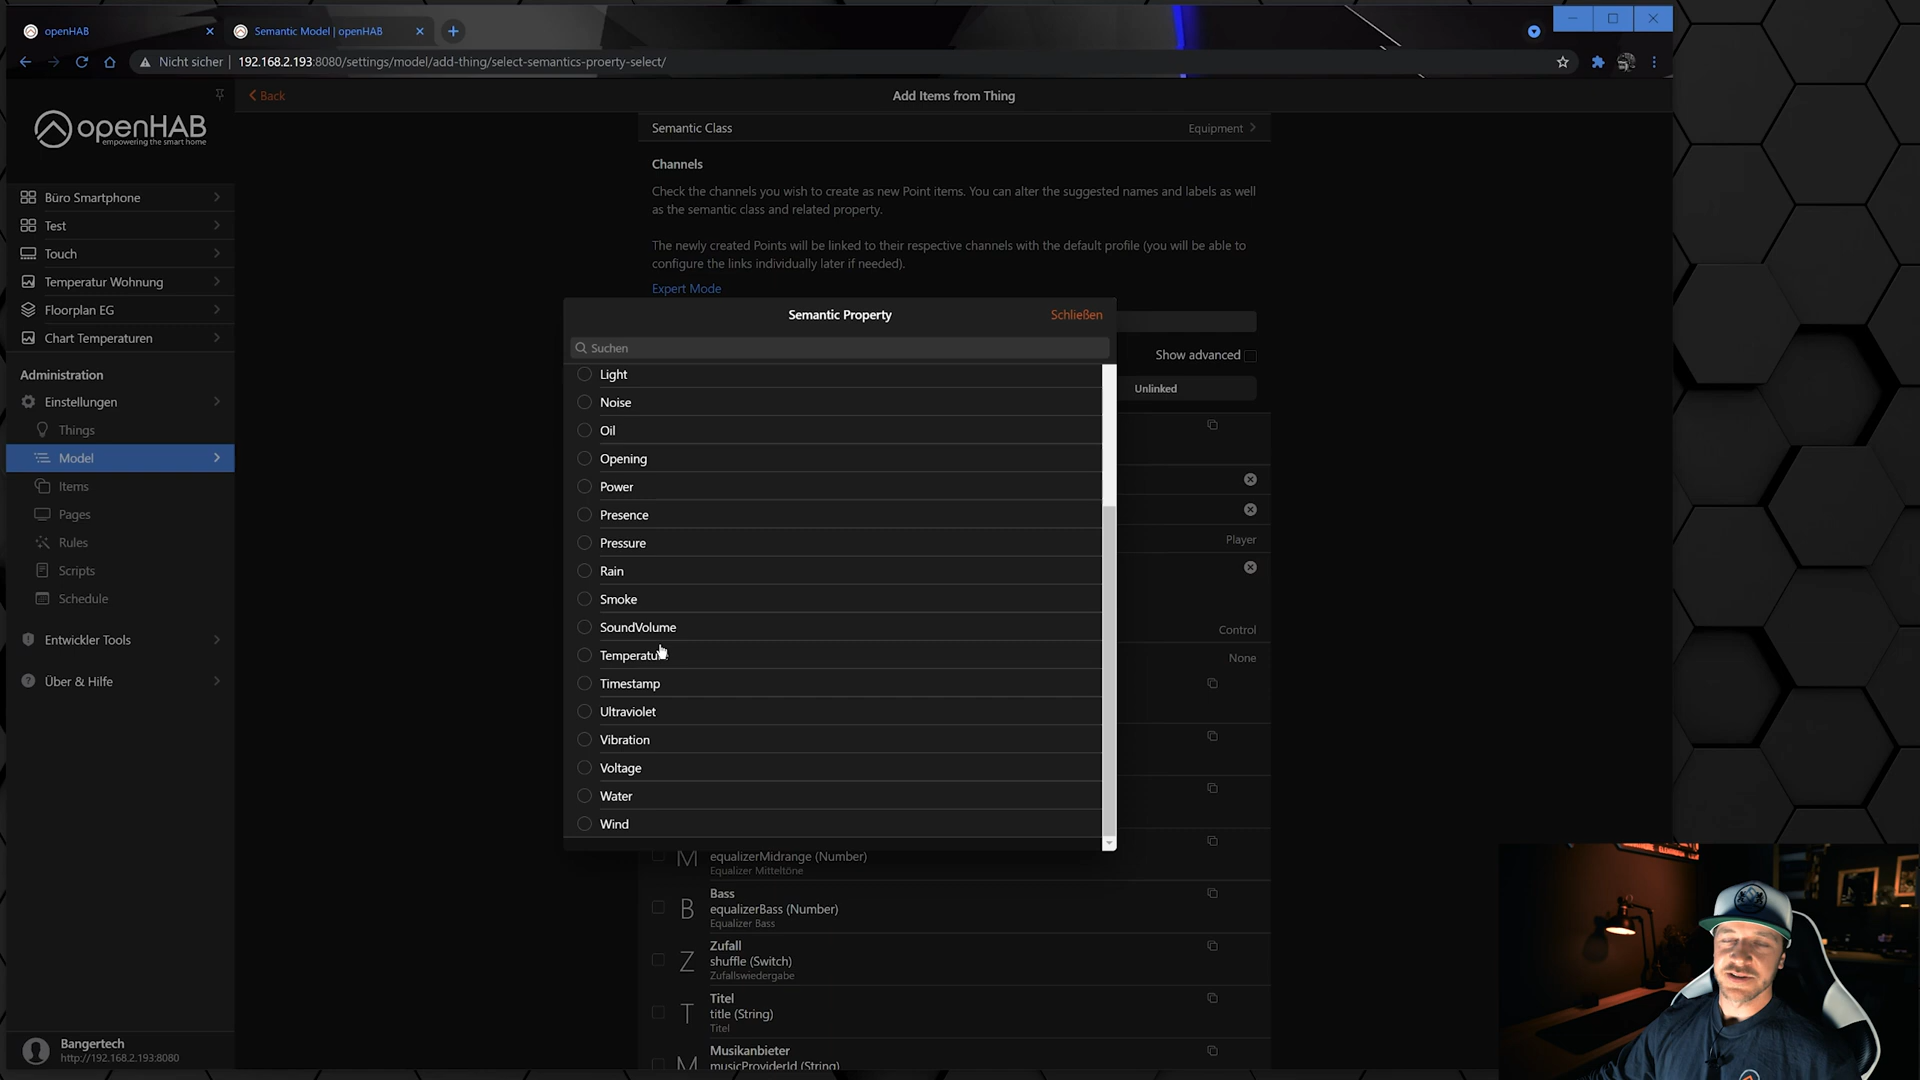 openHAB
Semantic Model | openHAB
Nicht sicher
192.168.2.193:8080/settings/model/add-thing/select-semantics-proerty-select/
Back
Add Items from Thing
openHAB
empowering the smart home
Büro Smartphone
Test
Touch
Temperatur Wohnung
Floorplan EG
Chart Temperaturen
Administration
Einstellungen
Things
Model
Items
Pages
Rules
Scripts
Schedule
Entwickler Tools
Über & Hilfe
Bangertech
http://192.168.2.193:8080
Semantic Class
Equipment
Channels
Check the channels you wish to create as new Point items. You can alter the suggested names and labels as well
as the semantic class and related property.
The newly created Points will be linked to their respective channels with the default profile (you will be able to
configure the links individually later if needed).
Expert Mode
Semantic Property
Schließen
Suchen
Show advanced
Unlinked
Light
Noise
Oil
Opening
Power
Presence
Pressure
Rain
Smoke
SoundVolume
Temperature
Timestamp
Ultraviolet
Vibration
Voltage
Water
Wind
Player
Control
None
M
equalizerMidrange (Number)
Equalizer Mitteltöne
B
Bass
equalizerBass (Number)
Equalizer Bass
Z
Zufall
shuffle (Switch)
Zufallswiedergabe
T
Titel
title (String)
Titel
M
Musikanbieter
musicProviderId (String)